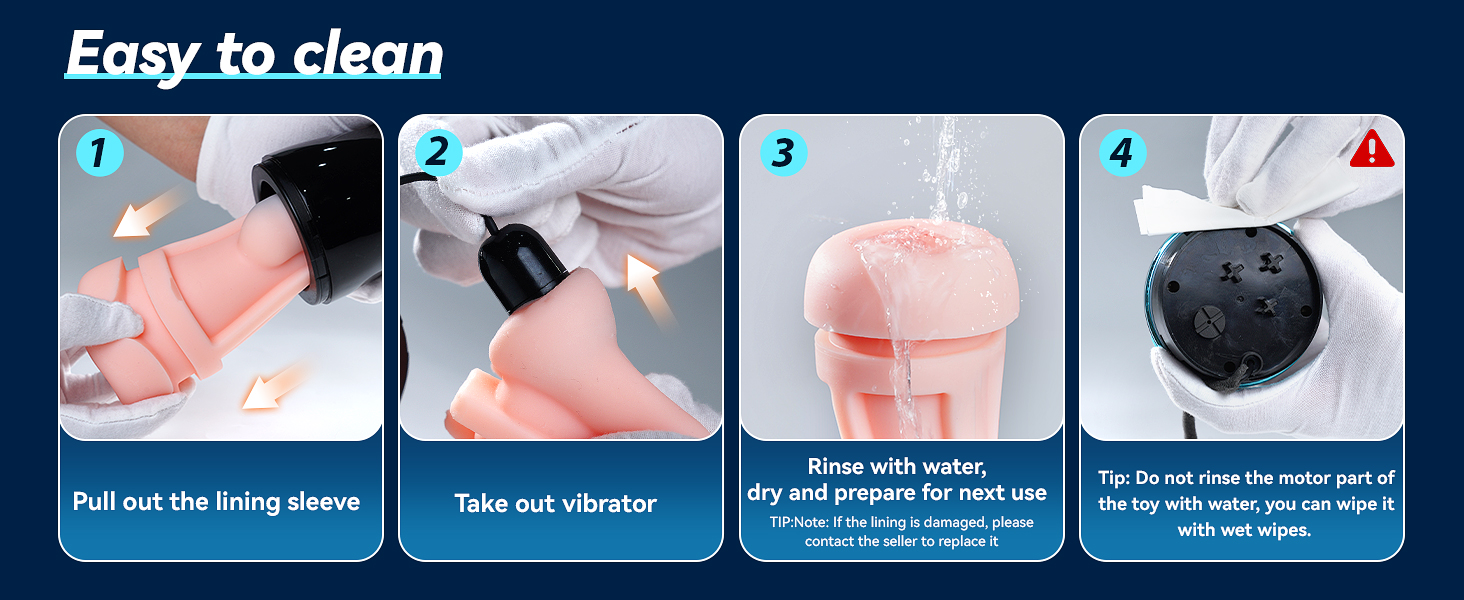 Easy to clean
1
2
3
4
Pull out the lining sleeve
Take out vibrator
Rinse with water,
dry and prepare for next use
TIP:Note: If the lining is damaged, please
contact the seller to replace it
Tip: Do not rinse the motor part of
the toy with water, you can wipe it
with wet wipes.